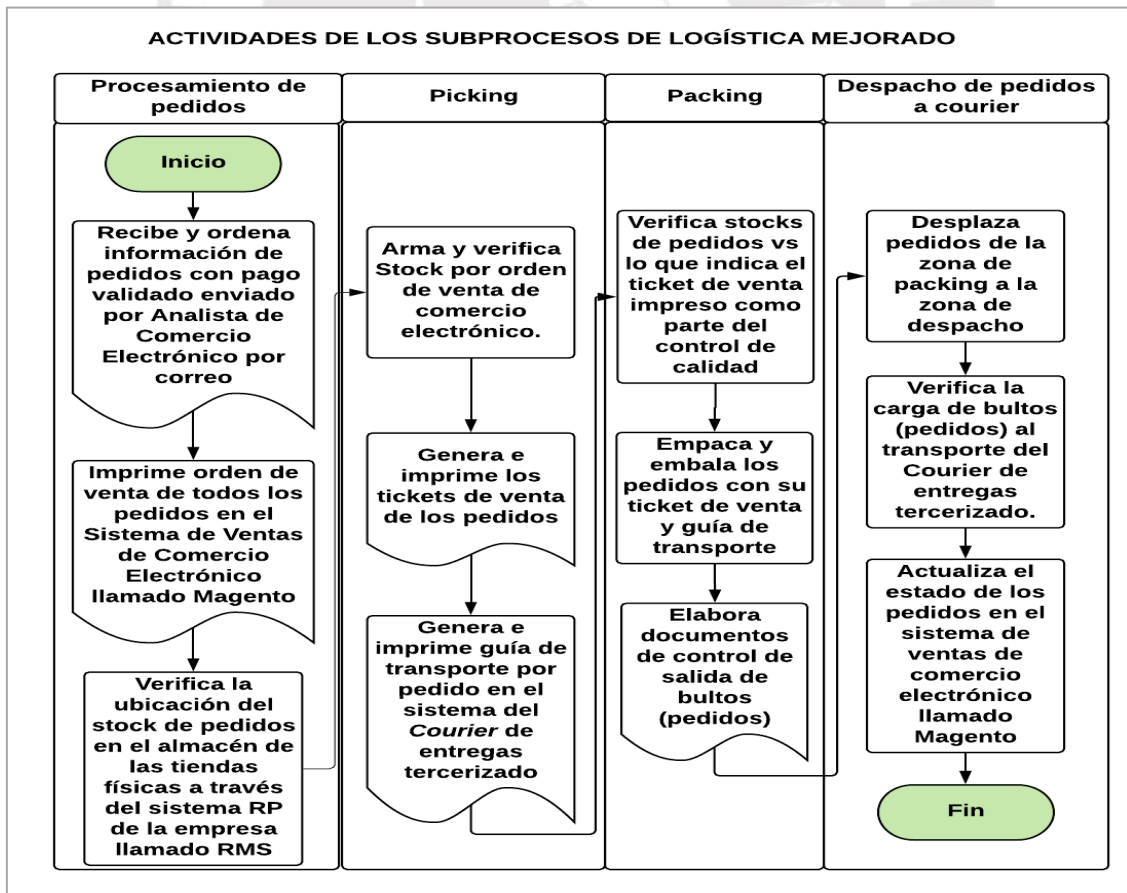 ACTIVIDADES DE LOS SUBPROCESOS DE LOGÍSTICA MEJORADO
Procesamiento de
pedidos
Inicio
Recibe y ordena
información de
pedidos con pago
validado enviado
por Analista de
Comercio
Electrónico por
correo
Imprime orden de
venta de todos los
pedidos en el
Sistema de Ventas
de Comercio
Electrónico
llamado Magento
Verifica la
ubicación del
stock de pedidos
en el almacén de
las tiendas
físicas a través
del sistema RP
de la empresa
llamado RMS
Picking
Arma y verifica
Stock por orden
de venta de
comercio
electrónico.
Genera e
imprime los
tickets de venta
de los pedidos
Genera e
imprime guía de
transporte por
pedido en el
sistema del
Courier de
entregas
tercerizado
Packing
Verifica stocks
de pedidos vs
lo que indica el
ticket de venta
impreso como
parte del
control de
calidad
Empaca y
embala los
pedidos con su
ticket de venta
y guía de
transporte
Elabora
documentos
de control de
salida de
bultos
(pedidos)
Despacho de pedidos
a courier
Desplaza
pedidos de la
zona de
packing a la
zona de
despacho
Verifica la
carga de bultos
(pedidos) al
transporte del
Courier de
entregas
tercerizado.
Actualiza el
estado de los
pedidos en el
sistema de
ventas de
comercio
electrónico
llamado
Magento
Fin